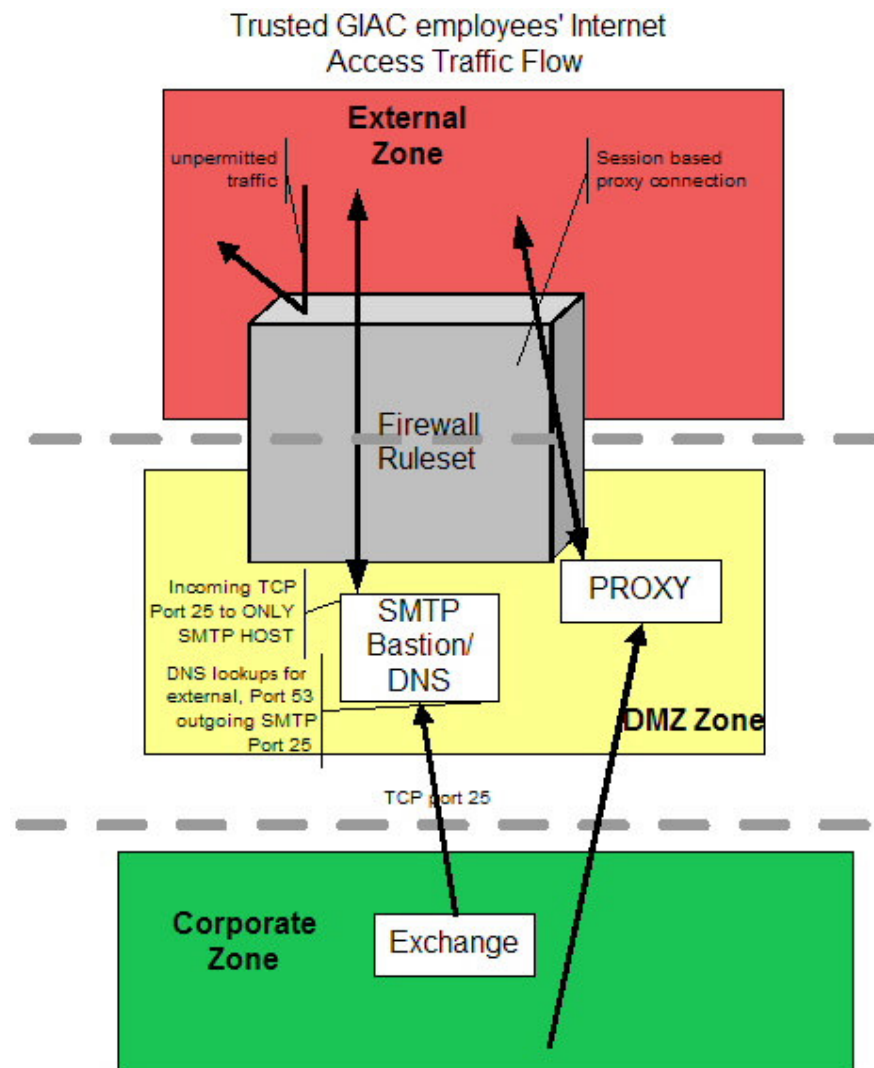 Trusted GIAC employees' Internet
Access Traffic Flow
External
Zone
unpermitted
traffic
Session based
proxy connection
Firewall
Ruleset
Incoming TCP
Port 25 to ONLY
SMTP HOST
SMTP
Bastion/
DNS
PROXY
DNS lookups for
external, Port 53
outgoing SMTP
Port 25
DMZ Zone
TCP port 25
Corporate
Zone
Exchange